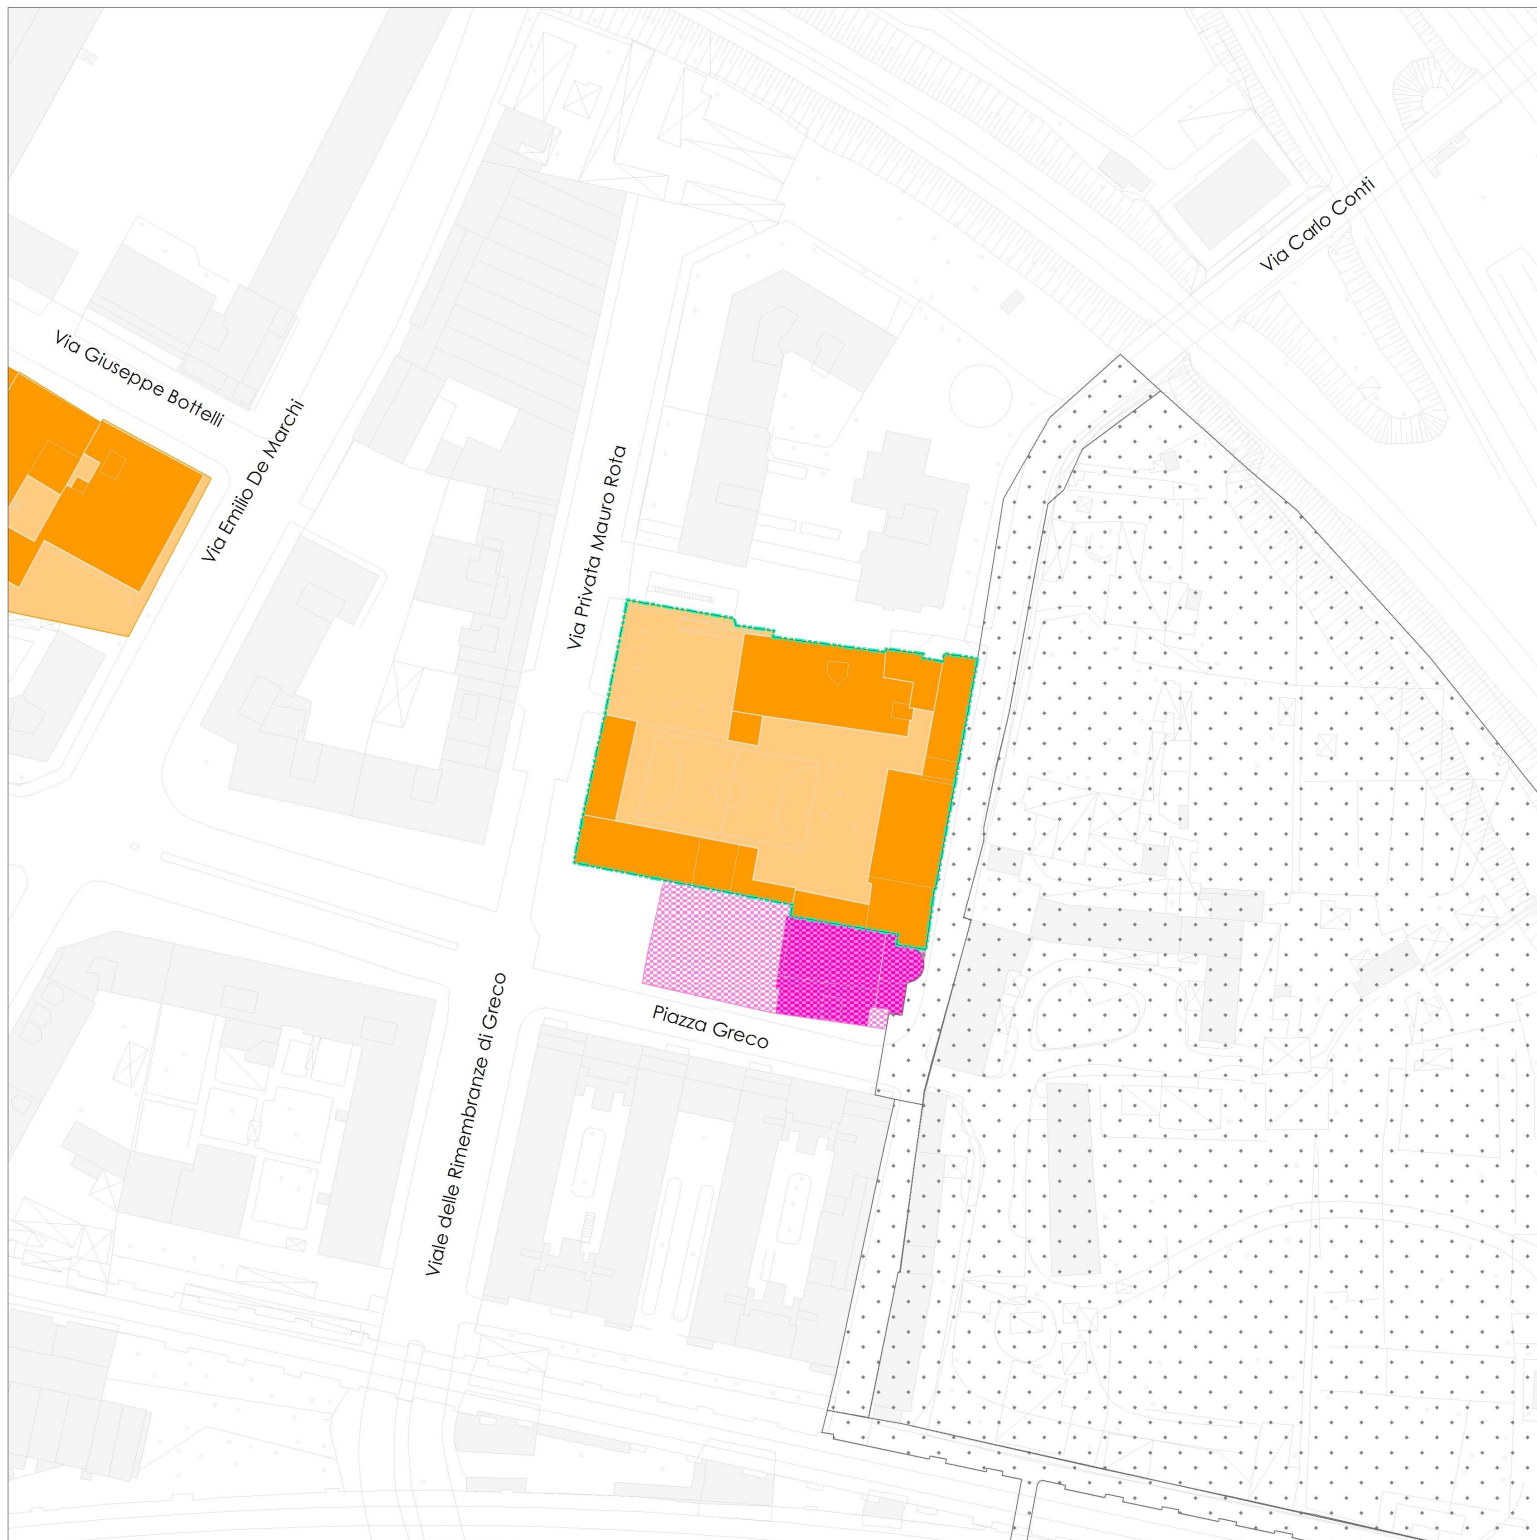 Via Carlo Conti
Via Giuseppe Bottelli
Via Emilio De Marchi
Via Privata Mauro Rota
Piazza Greco
Viale delle Rimembranze di Greco